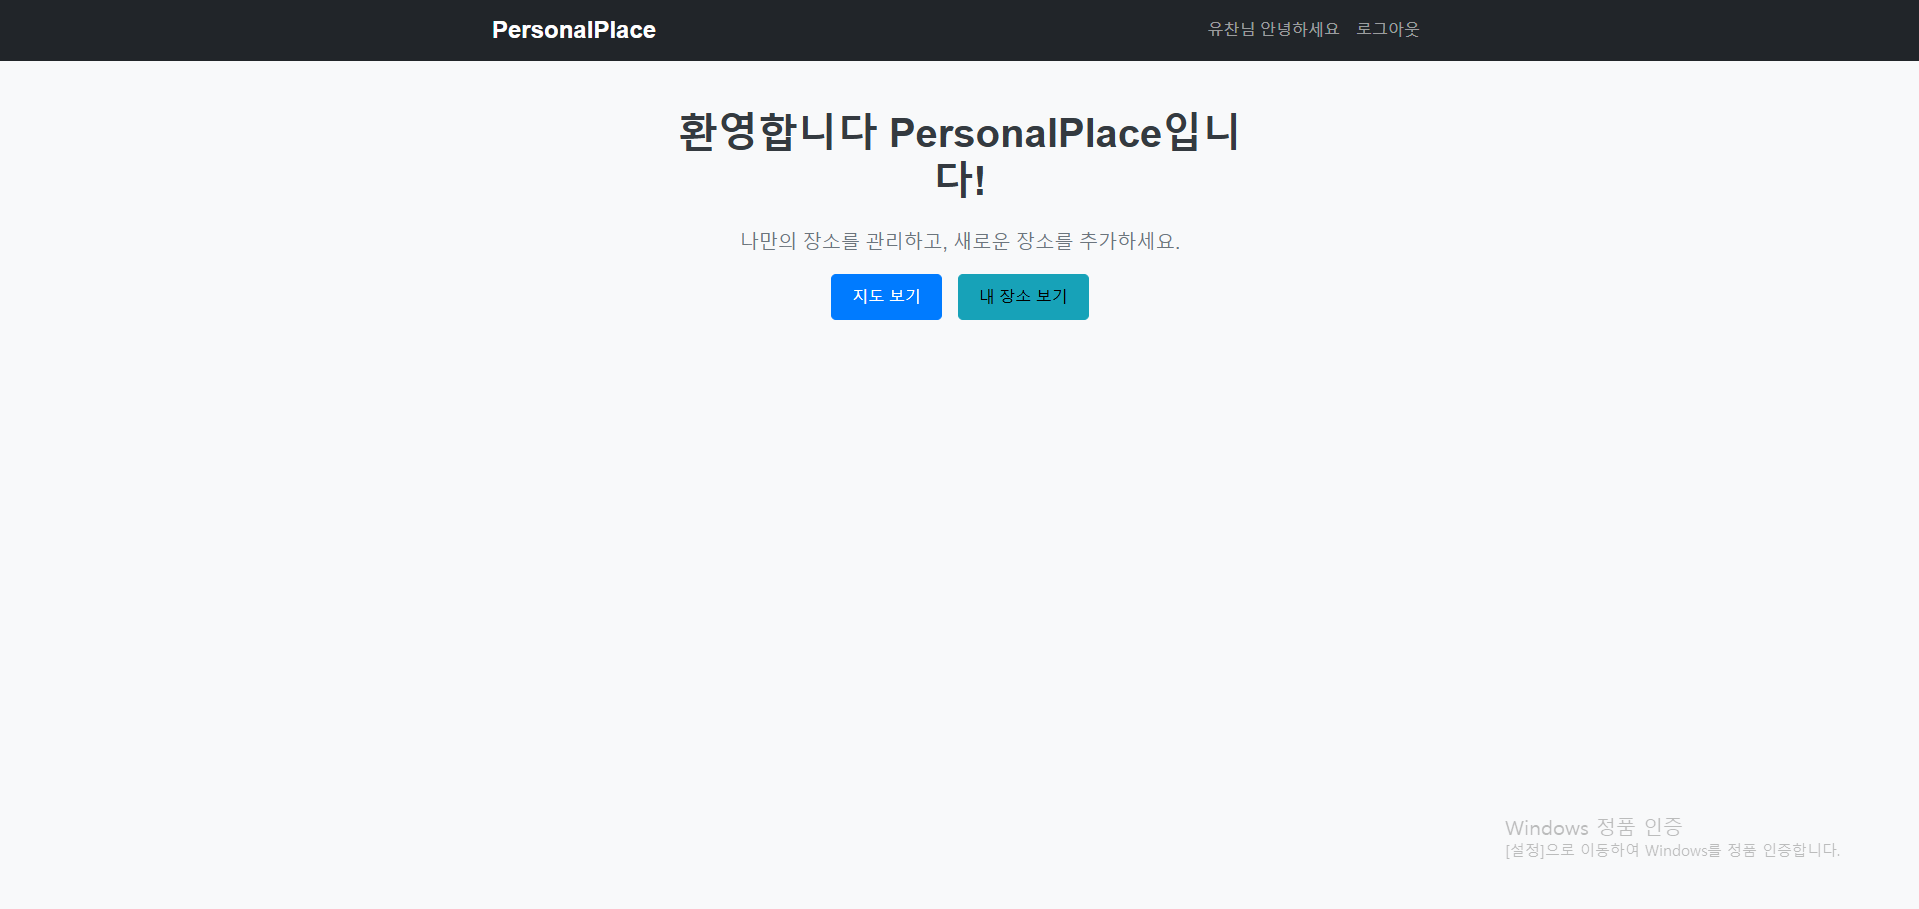 PersonalPlace
유찬님 안녕하세요 로그아웃
환영합니다 PersonalPlace입니
다!
나만의 장소를 관리하고, 새로운 장소를 추가하세요.
지도 보기 내 장소 보기
Windows 정품 인증
[설정]으로 이동하여 Windows를 정품 인증합니다.